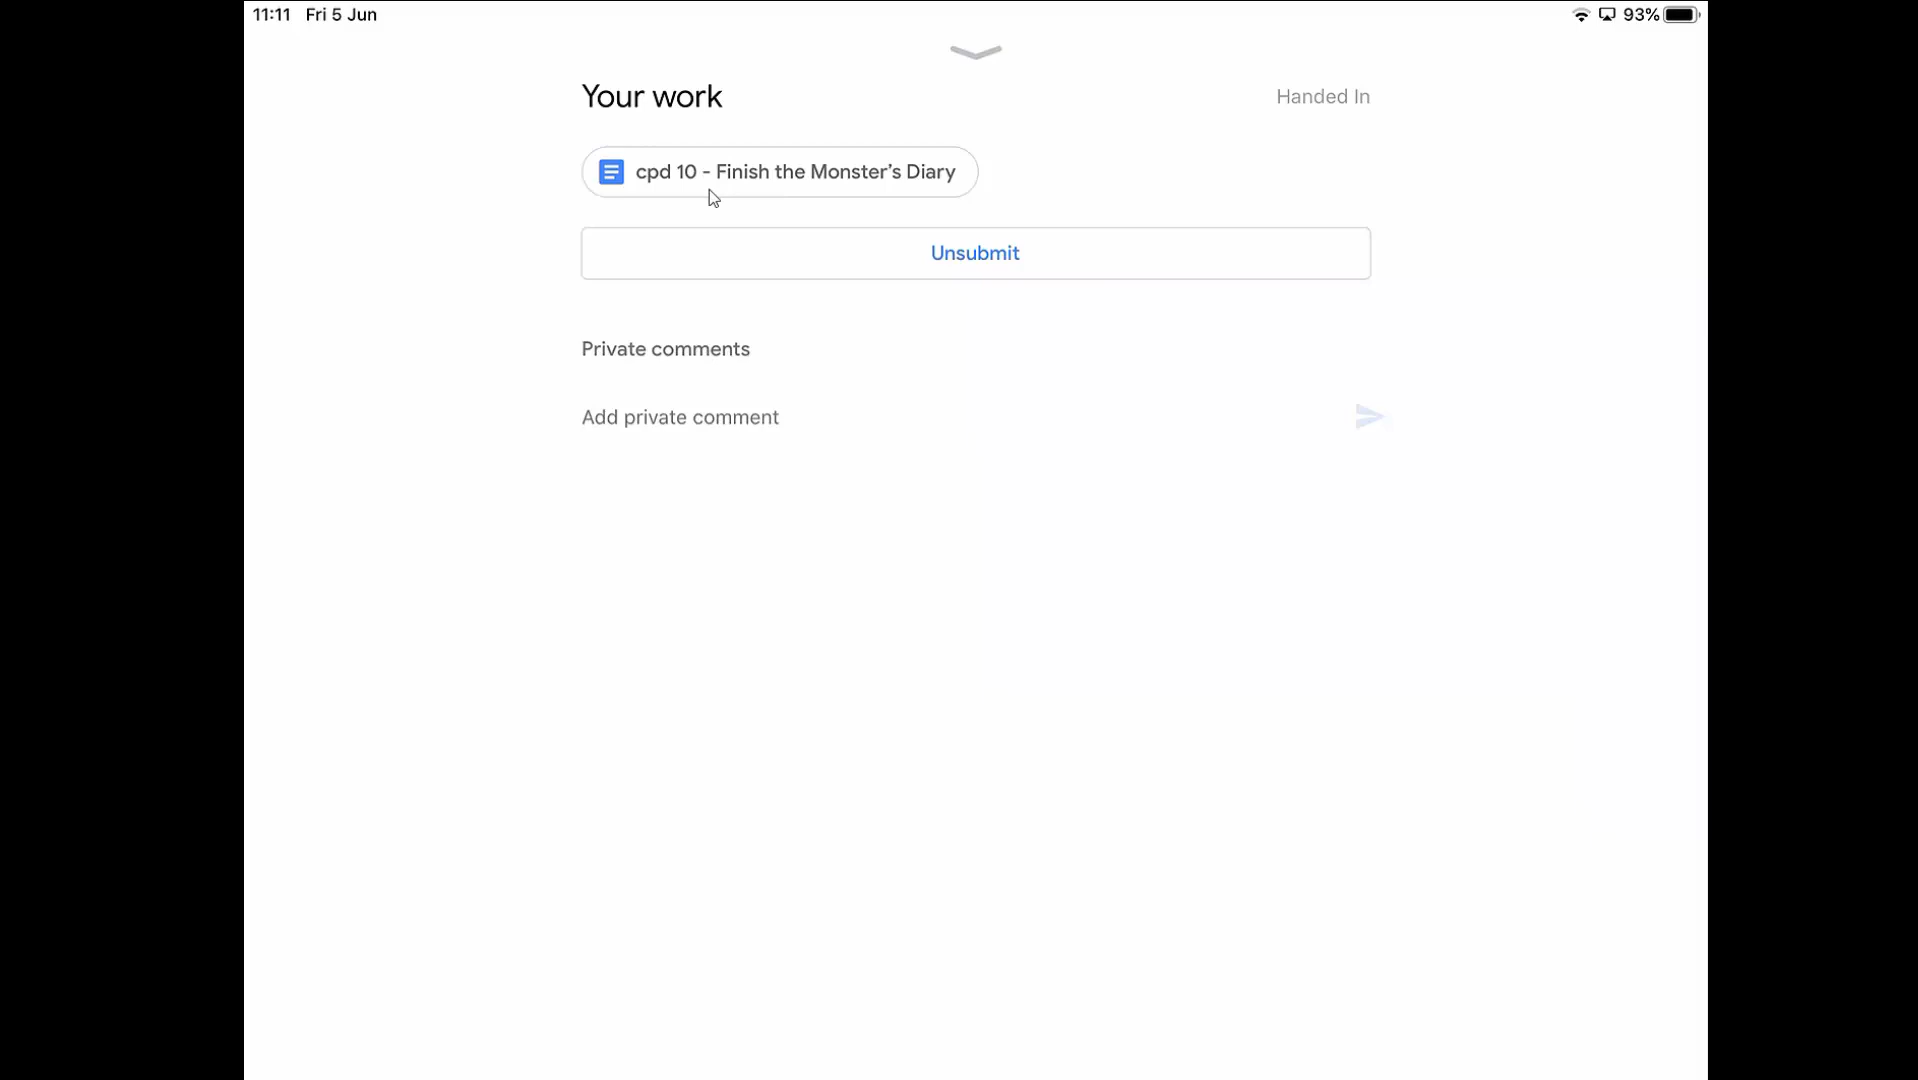 11:11 Fri 5 Jun 93%
Your work Handed In
cpd 10 - Finish the Monster’s Diary
Unsubmit
Private comments
Add private comment